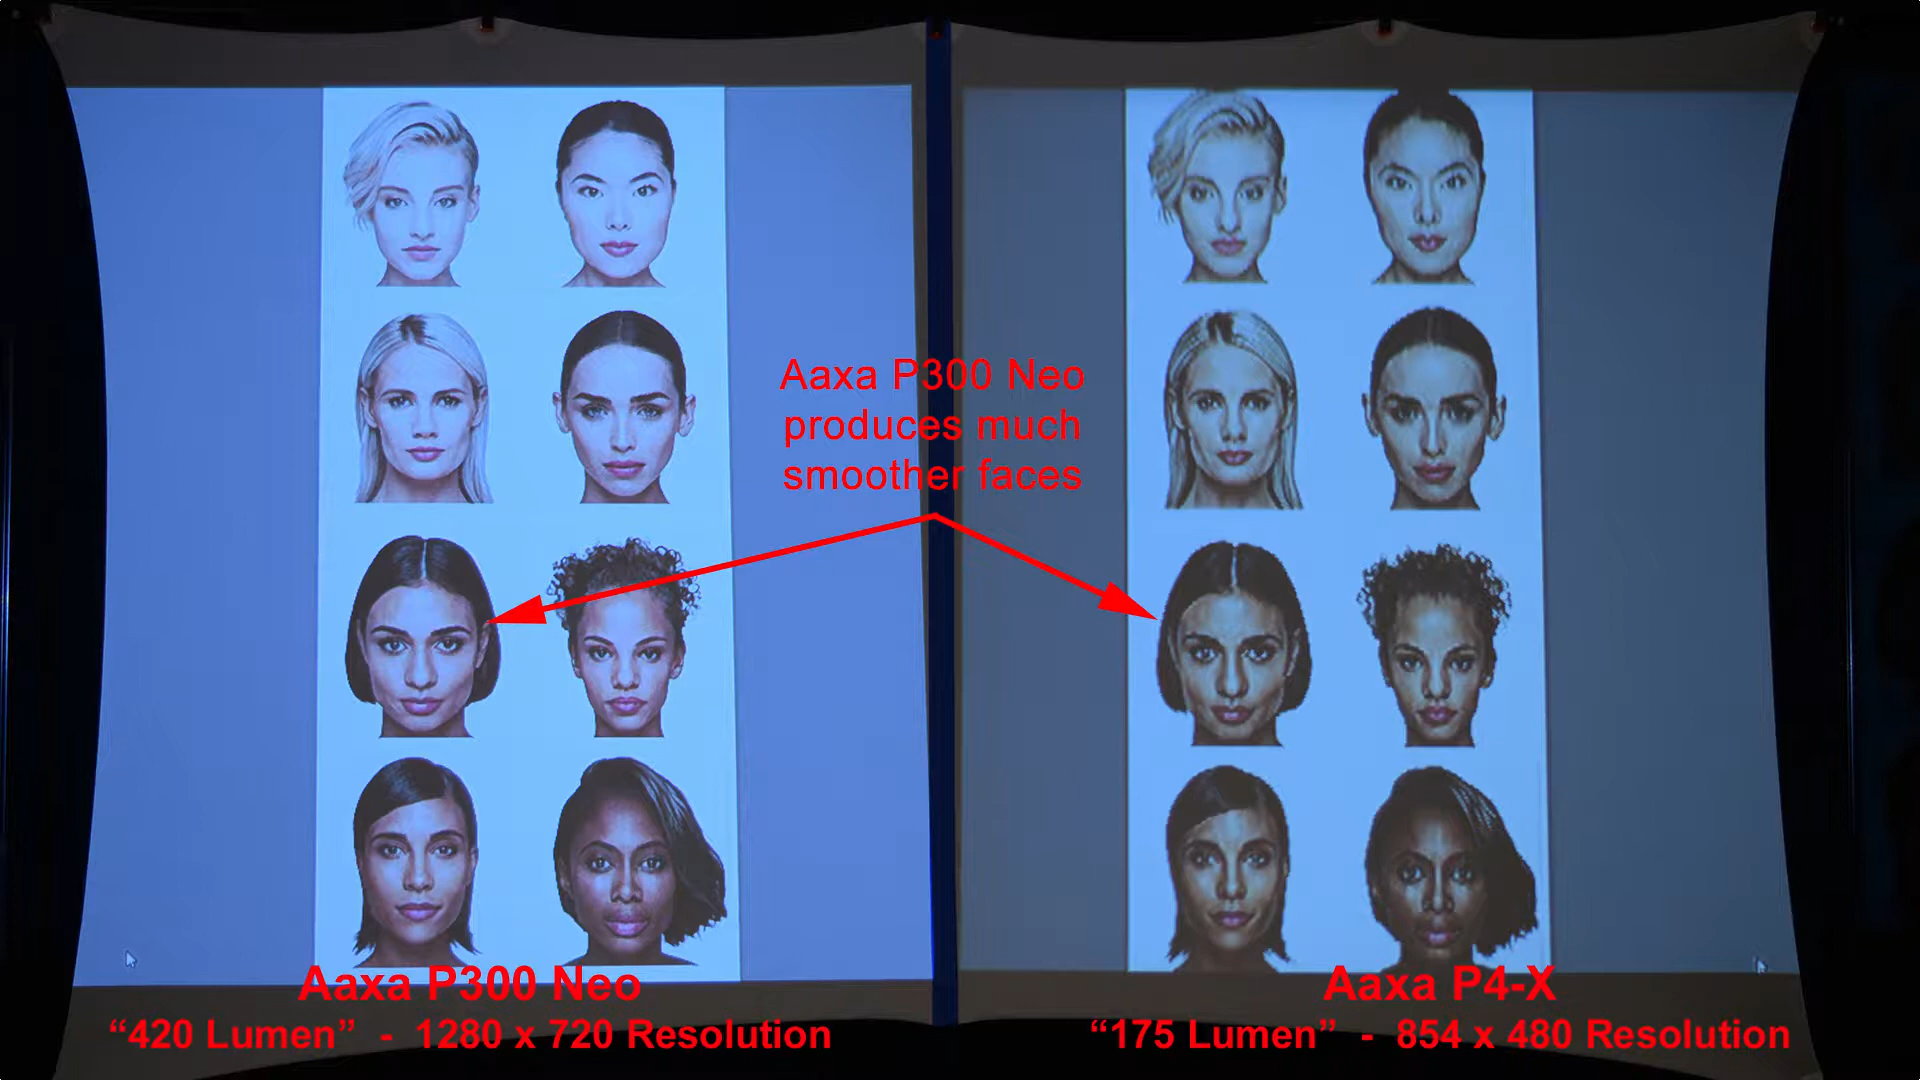 Aaxa P300 Neo
produces much
smoother faces
Aaxa P300 Neo
“420 Lumen” - 1280 x 720 Resolution
Aaxa P4-X
“175 Lumen” - 854 x 480 Resolution